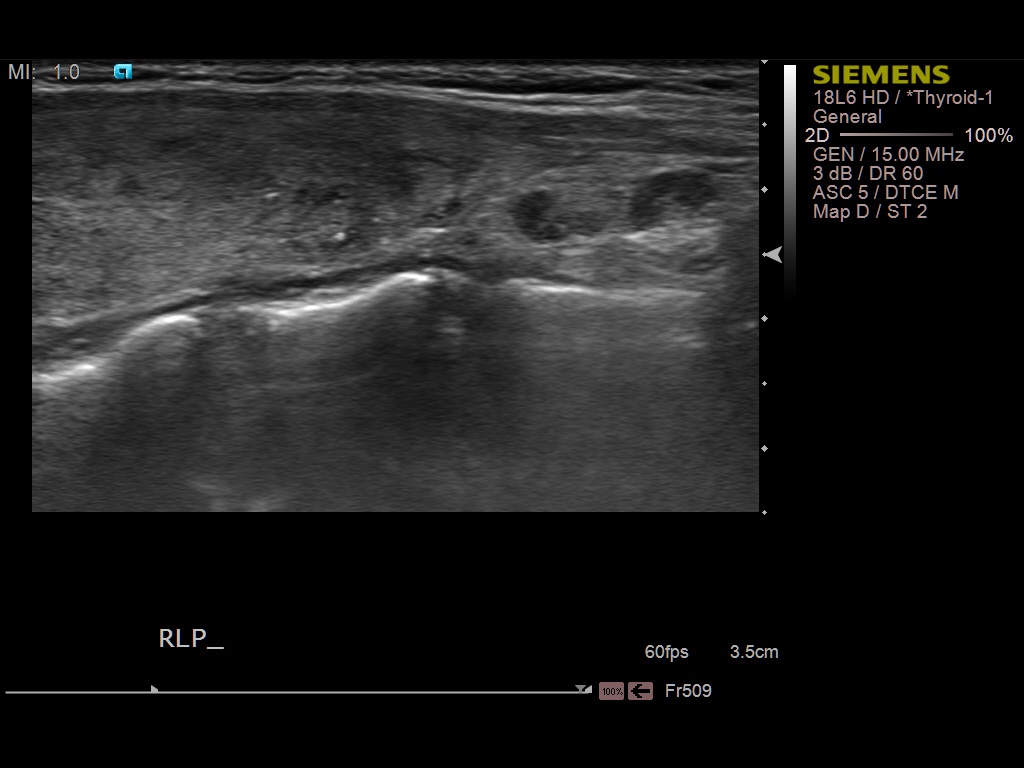 MI: 1.0
SIEMENS
18L6 HD / *Thyroid-1
General
2D 100%
GEN / 15.00 MHz
3 dB / DR 60
ASC 5 / DTCE M
Map D / ST 2
RLP_
60fps 3.5cm
100% Fr509